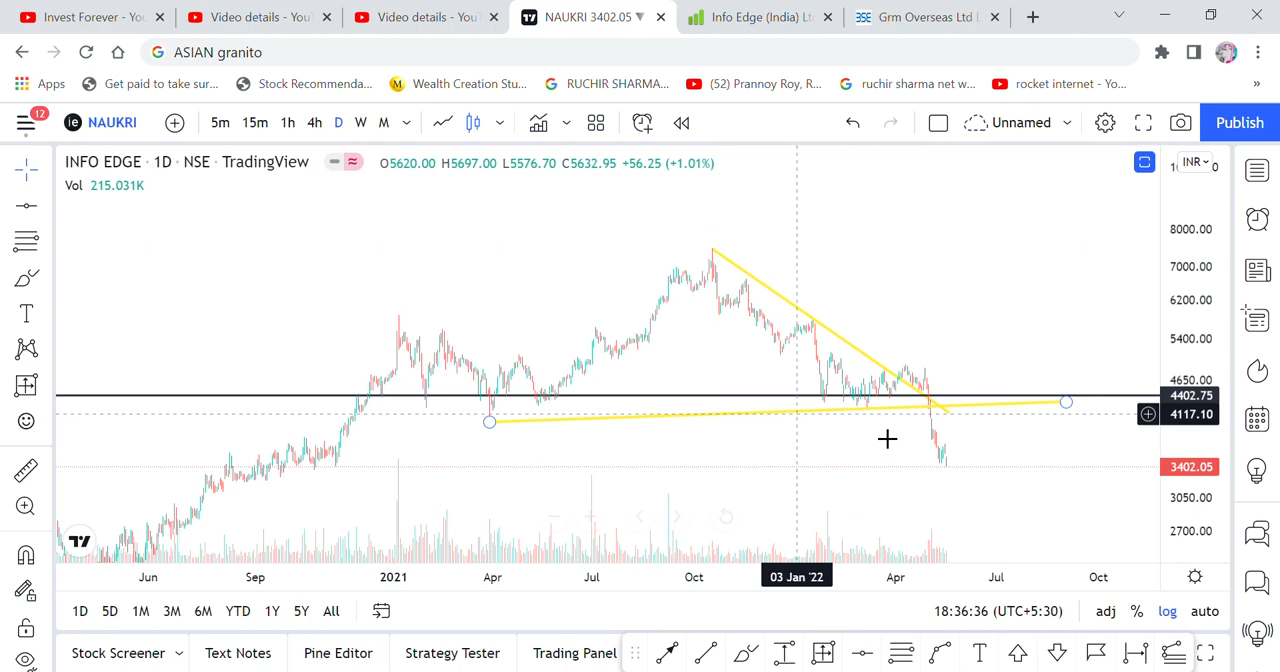 Invest Forever - You
Video details - YouT
Video details - YouT
NAUKRI 3402.05 ▼
Info Edge (India) Lt
Grm Overseas Ltd L
ASIAN granito
Apps
Get paid to take sur...
Stock Recommenda...
Wealth Creation Stu...
RUCHIR SHARMA...
(52) Prannoy Roy, R...
ruchir sharma net w...
rocket internet - Yo...
»
12
ie NAUKRI
5m 15m 1h 4h D W M
Unnamed
Publish
INFO EDGE · 1D · NSE · TradingView
O5620.00 H5697.00 L5576.70 C5632.95 +56.25 (+1.01%)
INR
Vol 215.031K
8000.00
7000.00
6200.00
5400.00
4650.00
4402.75
4117.10
3402.05
3050.00
2700.00
Jun Sep 2021 Apr Jul Oct 03 Jan '22 Apr Jul Oct
1D 5D 1M 3M 6M YTD 1Y 5Y All
18:36:36 (UTC+5:30)
adj % log auto
Stock Screener Text Notes Pine Editor Strategy Tester Trading Panel